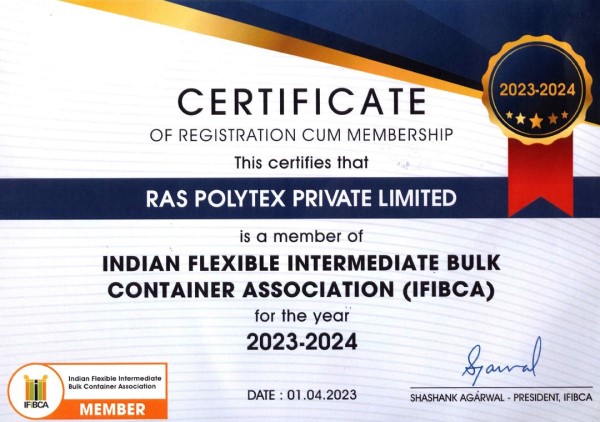 CERTIFICATE
2023-2024
OF REGISTRATION CUM MEMBERSHIP
This certifies that
RAS POLYTEX PRIVATE LIMITED
is a member of
INDIAN FLEXIBLE INTERMEDIATE BULK
CONTAINER ASSOCIATION (IFIBCA)
for the year
2023-2024
IFIBCA
Indian Flexible Intermediate
Bulk Container Association
MEMBER
DATE : 01.04.2023
SHASHANK AGARWAL - PRESIDENT, IFIBCA